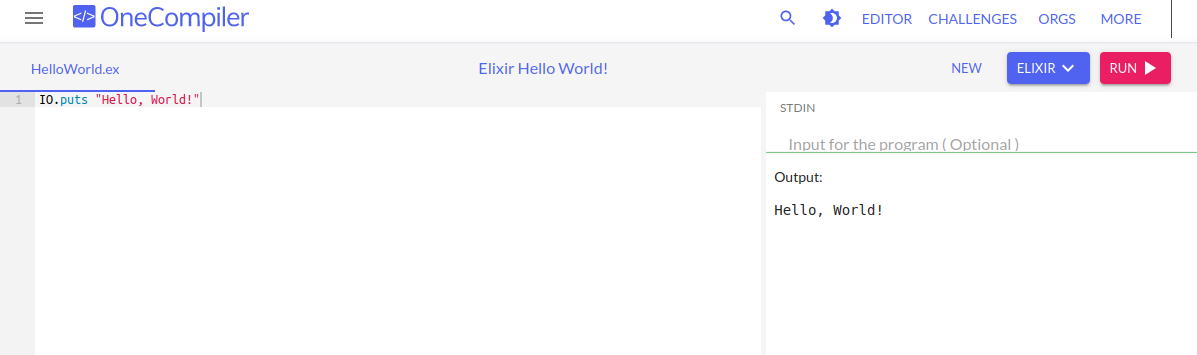 </> OneCompiler
EDITOR CHALLENGES ORGS MORE
HelloWorld.ex
Elixir Hello World!
NEW ELIXIR RUN
1 IO.puts "Hello, World!"
STDIN
Input for the program ( Optional )
Output:
Hello, World!